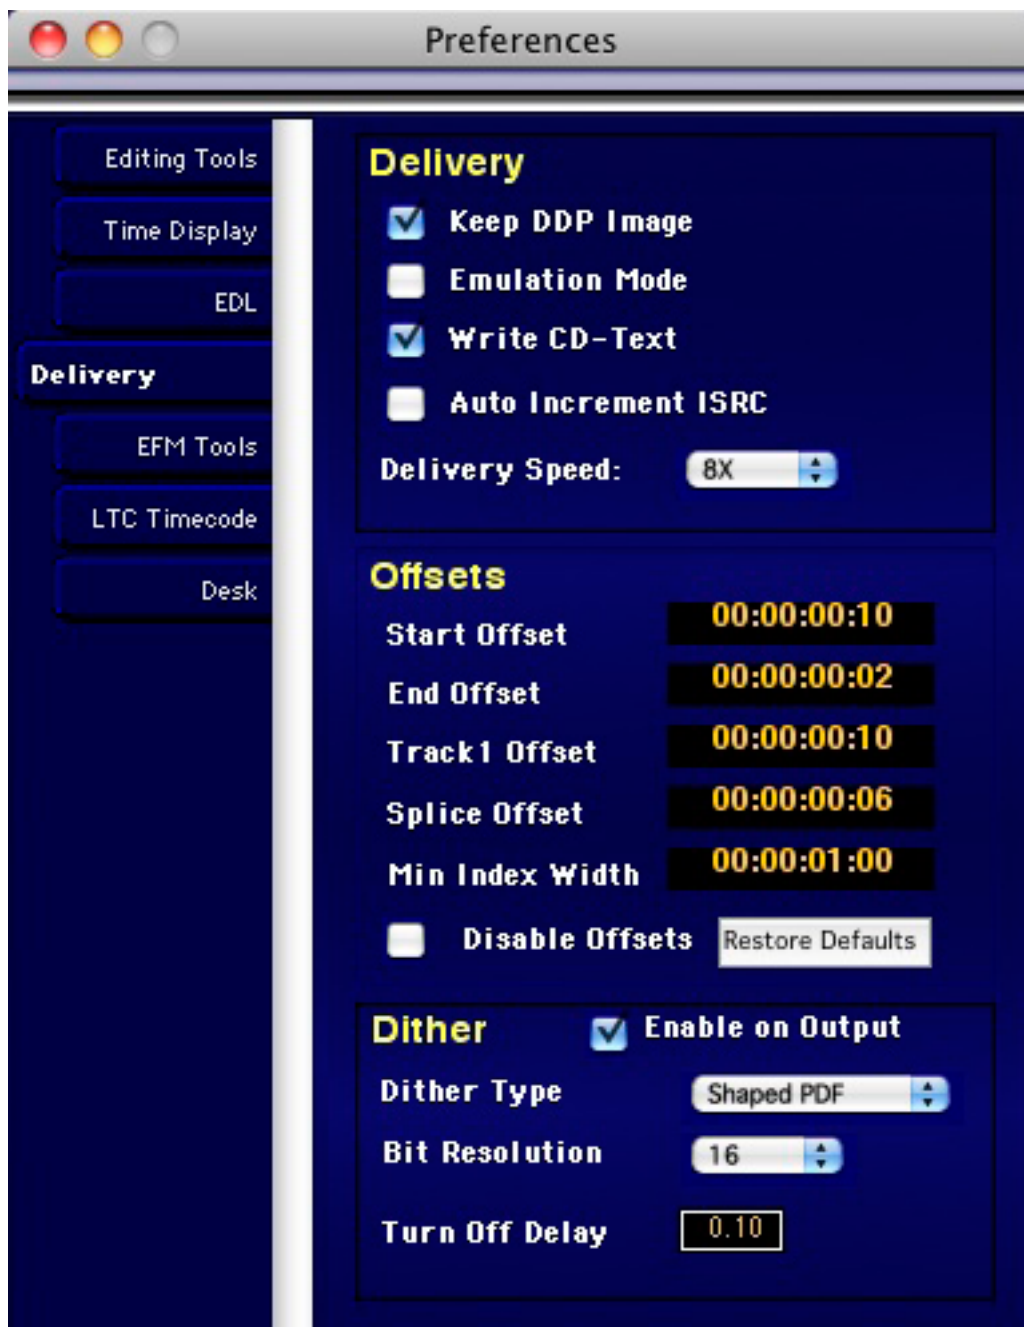 Preferences
Editing Tools
Time Display
EDL
Delivery
EFM Tools
LTC Timecode
Desk
Delivery
Keep DDP Image
Emulation Mode
Write CD-Text
Auto Increment ISRC
Delivery Speed: 8X
Offsets
Start Offset 00:00:00:10
End Offset 00:00:00:02
Track1 Offset 00:00:00:10
Splice Offset 00:00:00:06
Min Index Width 00:00:01:00
Disable Offsets Restore Defaults
Dither Enable on Output
Dither Type Shaped PDF
Bit Resolution 16
Turn Off Delay 0.10